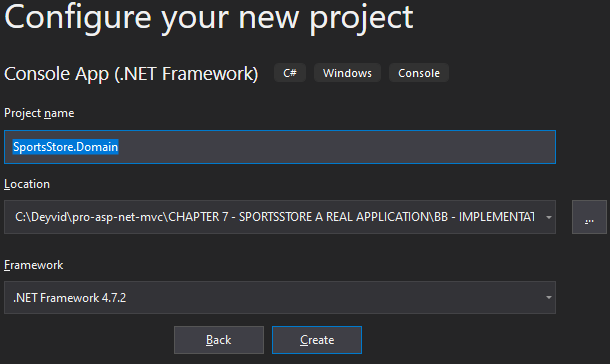 Configure your new project
Console App (.NET Framework) C# Windows Console
Project name
SportsStore.Domain
Location
C:\Deyvid\pro-asp-net-mvc\CHAPTER 7 - SPORTSSTORE A REAL APPLICATION\BB - IMPLEMENTAT
...
Framework
.NET Framework 4.7.2
Back Create